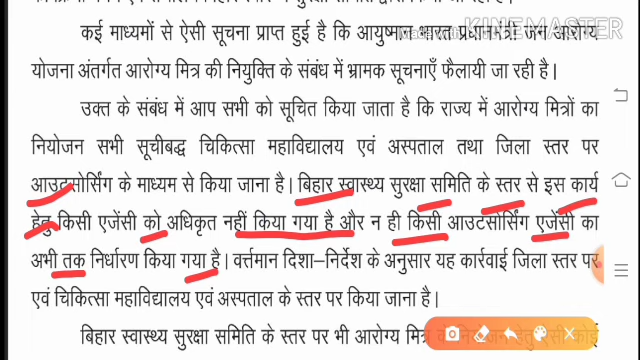 कई माध्यमों से ऐसी सूचना प्राप्त हुई है कि आयुष्मान भारत प्रधानमंत्री जन आरोग्य
योजना अंतर्गत आरोग्य मित्र की नियुक्ति के संबंध में भ्रामक सूचनाएँ फैलायी जा रही है।
उक्त के संबंध में आप सभी को सूचित किया जाता है कि राज्य में आरोग्य मित्रों का
नियोजन सभी सूचीबद्ध चिकित्सा महाविद्यालय एवं अस्पताल तथा जिला स्तर पर
आउटसोर्सिंग के माध्यम से किया जाना है। बिहार स्वास्थ्य सुरक्षा समिति के स्तर से इस कार्य
हेतु किसी एजेंसी को अधिकृत नहीं किया गया है और न ही किसी आउटसोर्सिंग एजेंसी का
अभी तक निर्धारण किया गया है। वर्त्तमान दिशा–निर्देश के अनुसार यह कार्रवाई जिला स्तर पर
एवं चिकित्सा महाविद्यालय एवं अस्पताल के स्तर पर किया जाना है।
बिहार स्वास्थ्य सुरक्षा समिति के स्तर पर भी आरोग्य मित्र
KINEMASTER